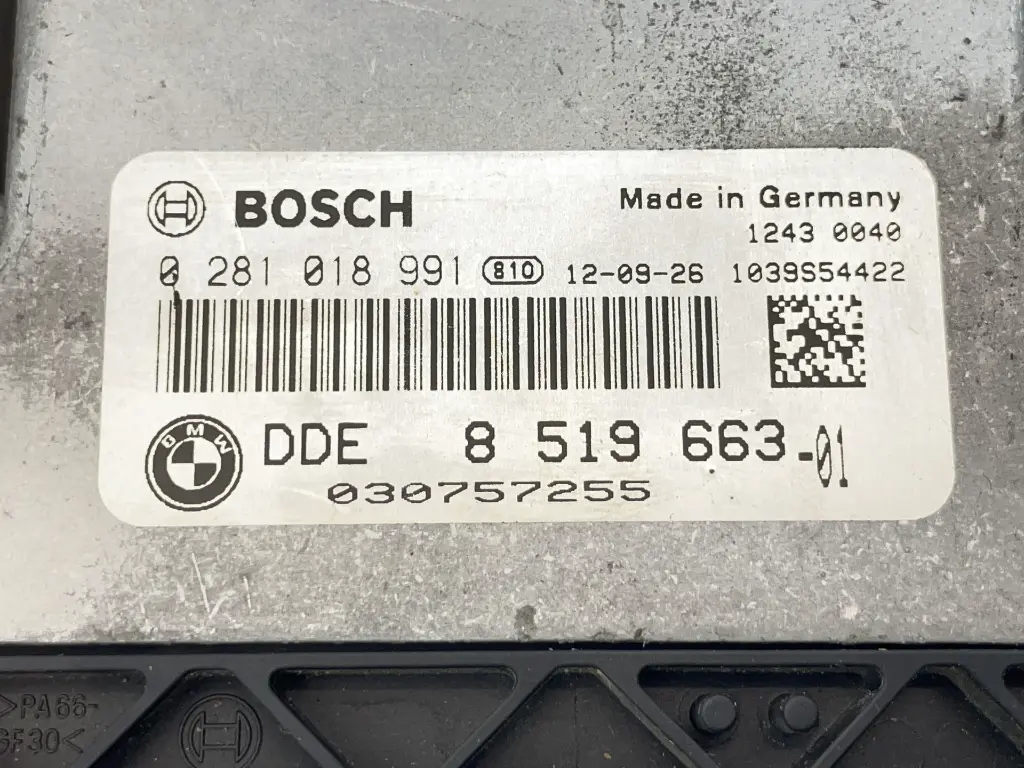 BOSCH
Made in Germany
1243 0040
0 281 018 991 810 12-09-26 1039S54422
BMW
DDE 8 519 663-01
030757255
>PA66-
GF30<